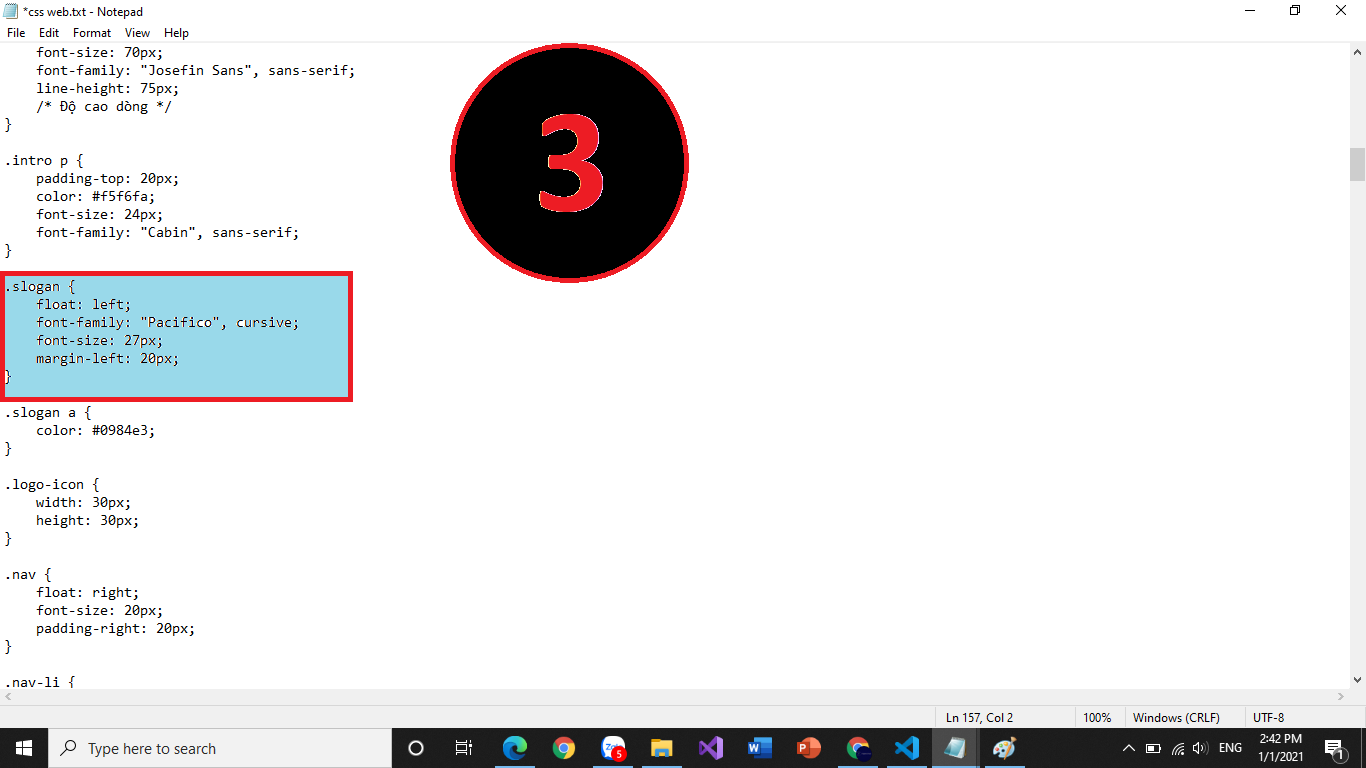 *css web.txt - Notepad
File Edit Format View Help
font-size: 70px;
font-family: "Josefin Sans", sans-serif;
line-height: 75px;
/* Độ cao dòng */
}
3
.intro p {
padding-top: 20px;
color: #f5f6fa;
font-size: 24px;
font-family: "Cabin", sans-serif;
}
.slogan {
float: left;
font-family: "Pacifico", cursive;
font-size: 27px;
margin-left: 20px;
}
.slogan a {
color: #0984e3;
}
.logo-icon {
width: 30px;
height: 30px;
}
.nav {
float: right;
font-size: 20px;
padding-right: 20px;
}
.nav-li {
Ln 157, Col 2 100% Windows (CRLF) UTF-8
Type here to search
5
ENG
2:42 PM
1/1/2021
1